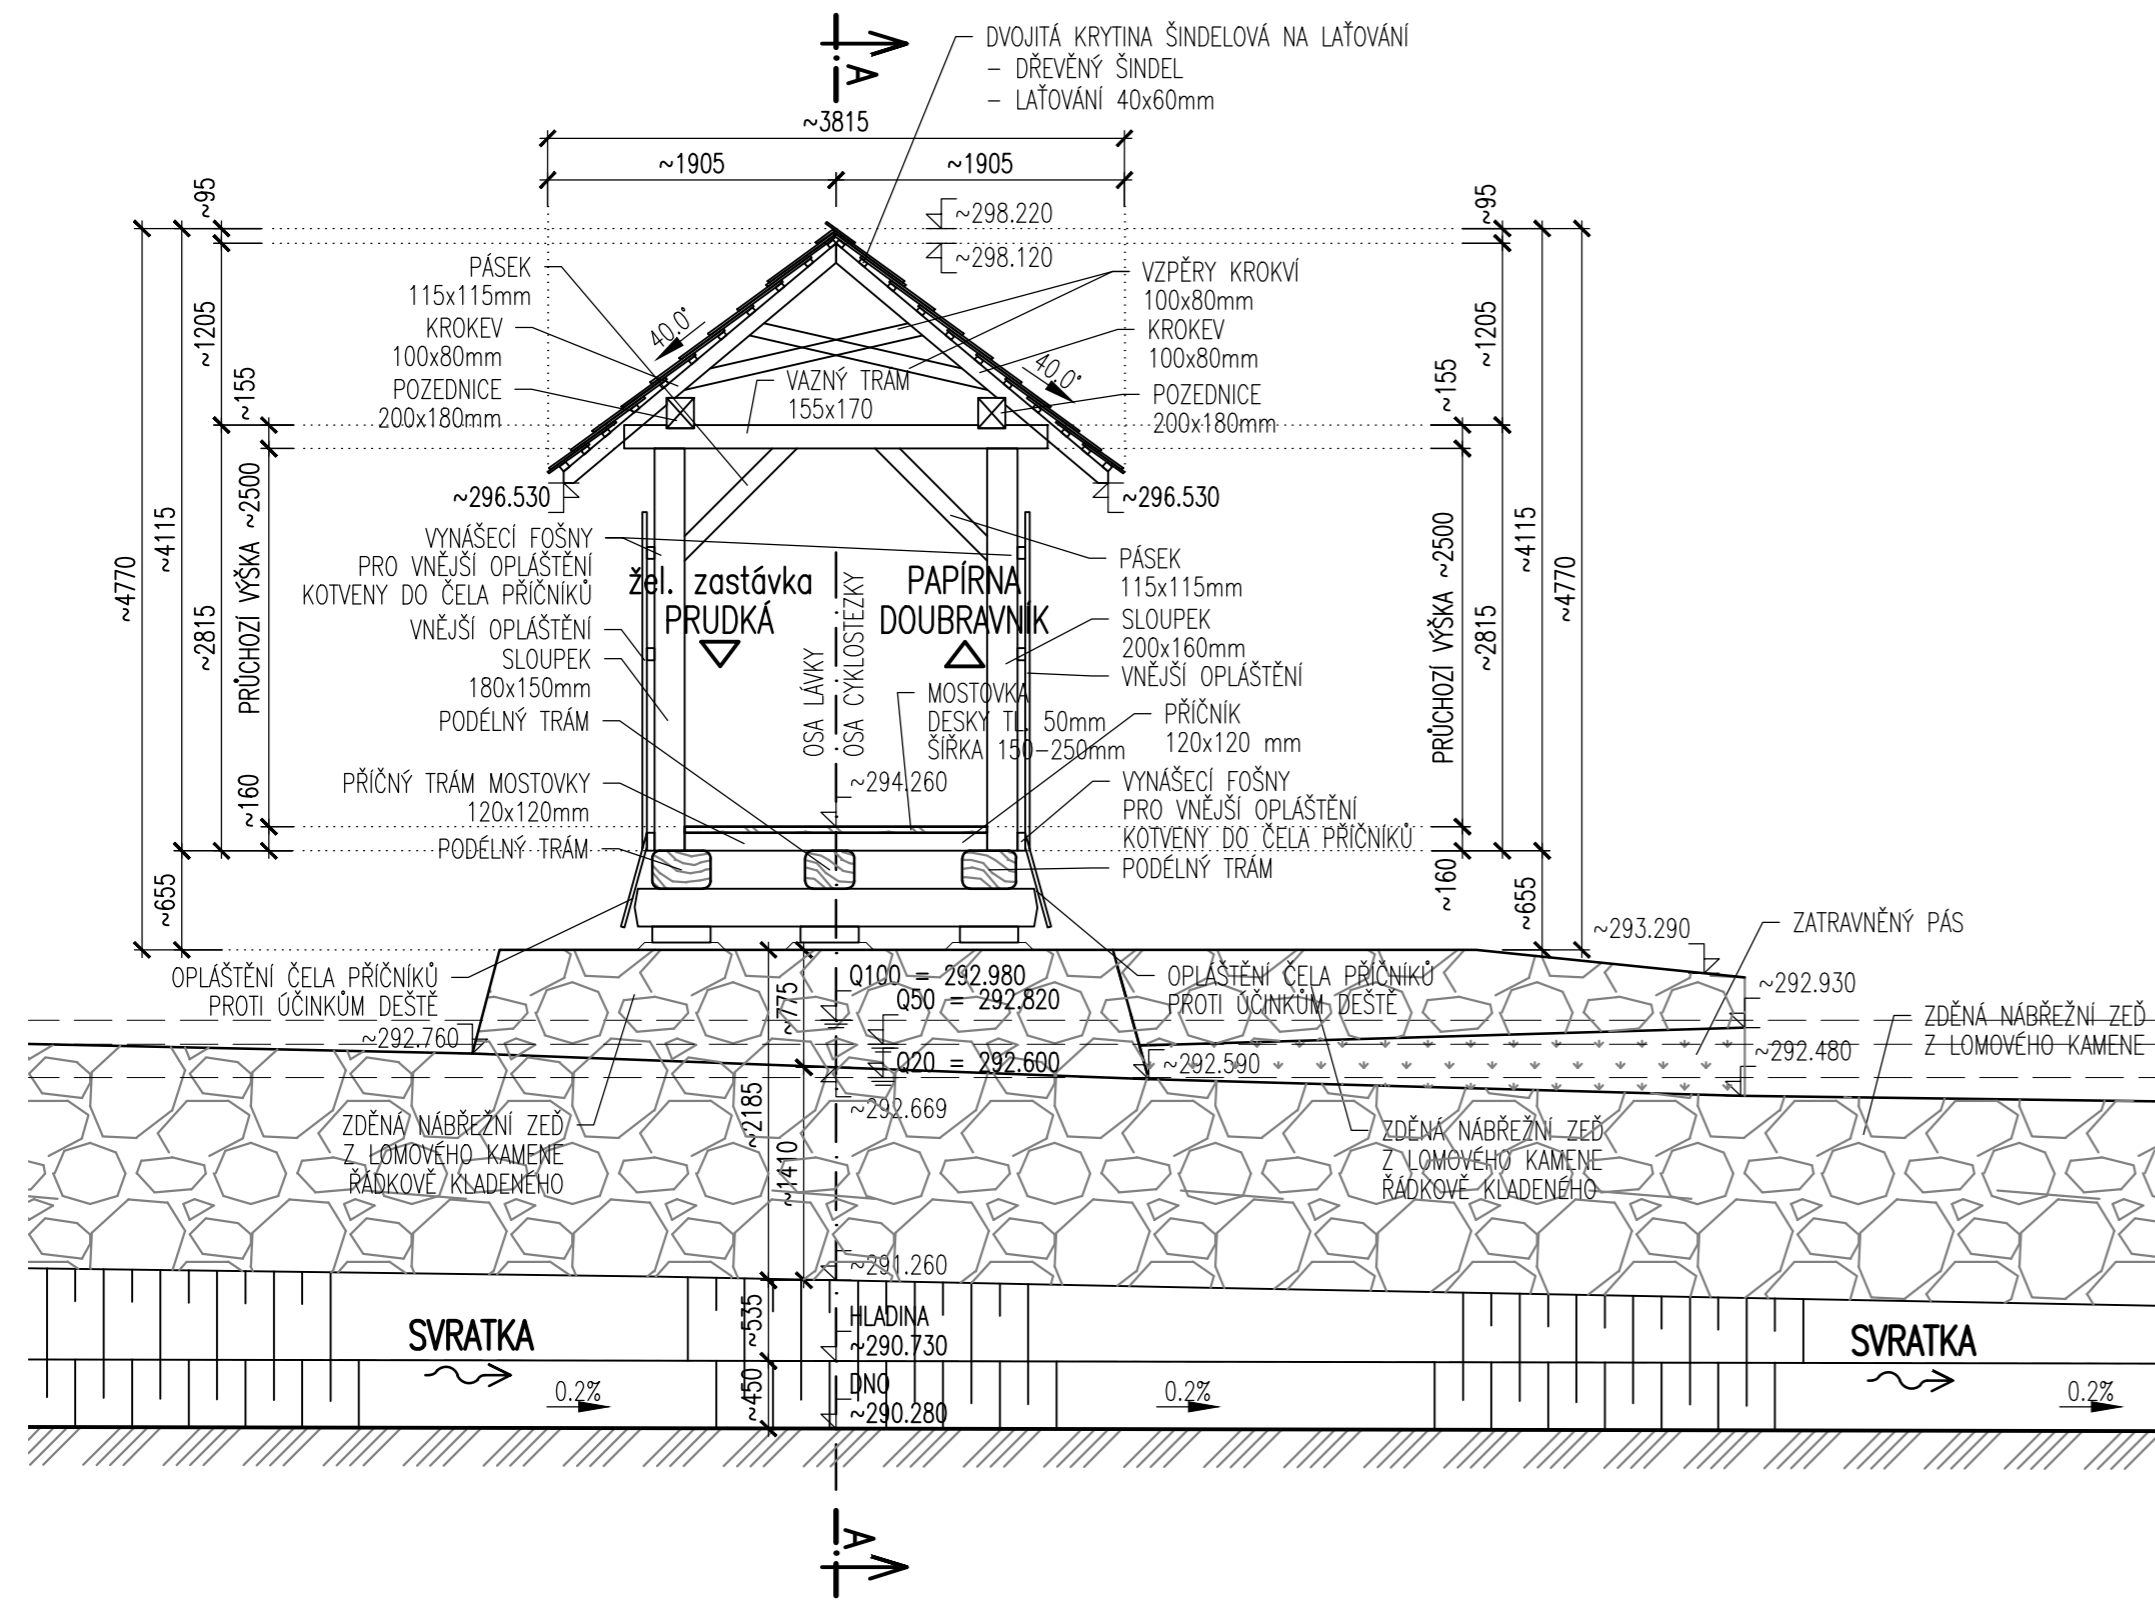 A
DVOJITÁ KRYTINA ŠINDELOVÁ NA LAŤOVÁNÍ
- DŘEVĚNÝ ŠINDEL
- LAŤOVÁNÍ 40x60mm
~3815
~1905
~1905
~95
~95
~298.220
~298.120
PÁSEK
115x115mm
KROKEV
100x80mm
POZEDNICE
200x180mm
40.0°
VAZNÝ TRÁM
155x170
VZPĚRY KROKVÍ
100x80mm
KROKEV
100x80mm
40.0°
POZEDNICE
200x180mm
~1205
~155
~1205
~155
~296.530
~296.530
~4770
~4115
~2815
PRŮCHOZÍ VÝŠKA ~2500
~160
~655
VYNÁŠECÍ FOŠNY
PRO VNĚJŠÍ OPLÁŠTĚNÍ
KOTVENY DO ČELA PŘÍČNÍKŮ
VNĚJŠÍ OPLÁŠTĚNÍ
SLOUPEK
180x150mm
PODÉLNÝ TRÁM
PŘÍČNÝ TRÁM MOSTOVKY
120x120mm
PODÉLNÝ TRÁM
žel. zastávka
PRUDKÁ
PAPÍRNA
DOUBRAVNÍK
OSA LÁVKY
OSA CYKLOSTEZKY
MOSTOVKA
DESKY TL. 50mm
ŠÍŘKA 150-250mm
~294.260
PÁSEK
115x115mm
SLOUPEK
200x160mm
VNĚJŠÍ OPLÁŠTĚNÍ
PŘÍČNÍK
120x120 mm
VYNÁŠECÍ FOŠNY
PRO VNĚJŠÍ OPLÁŠTĚNÍ
KOTVENY DO ČELA PŘÍČNÍKŮ
PODÉLNÝ TRÁM
PRŮCHOZÍ VÝŠKA ~2500
~2815
~4115
~4770
~160
~655
~293.290
ZATRAVNĚNÝ PÁS
OPLÁŠTĚNÍ ČELA PŘÍČNÍKŮ
PROTI ÚČINKŮM DEŠTĚ
~292.760
~775
Q100 = 292.980
Q50 = 292.820
Q20 = 292.600
~292.669
OPLÁŠTĚNÍ ČELA PŘÍČNÍKŮ
PROTI ÚČINKŮM DEŠTĚ
~292.590
~292.930
~292.480
ZDĚNÁ NÁBŘEŽNÍ ZEĎ
Z LOMOVÉHO KAMENE
ZDĚNÁ NÁBŘEŽNÍ ZEĎ
Z LOMOVÉHO KAMENE
ŘÁDKOVĚ KLADENÉHO
~2185
~1410
ZDĚNÁ NÁBŘEŽNÍ ZEĎ
Z LOMOVÉHO KAMENE
ŘÁDKOVĚ KLADENÉHO
~291.260
~535
HLADINA
~290.730
SVRATKA
SVRATKA
~450
DNO
~290.280
0.2%
0.2%
0.2%
A